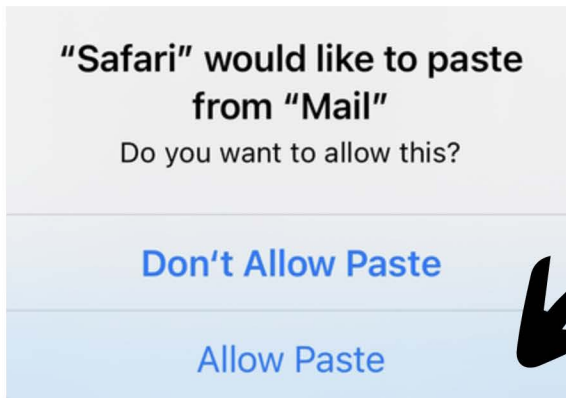 “Safari” would like to paste
from “Mail”
Do you want to allow this?
Don‘t Allow Paste
Allow Paste